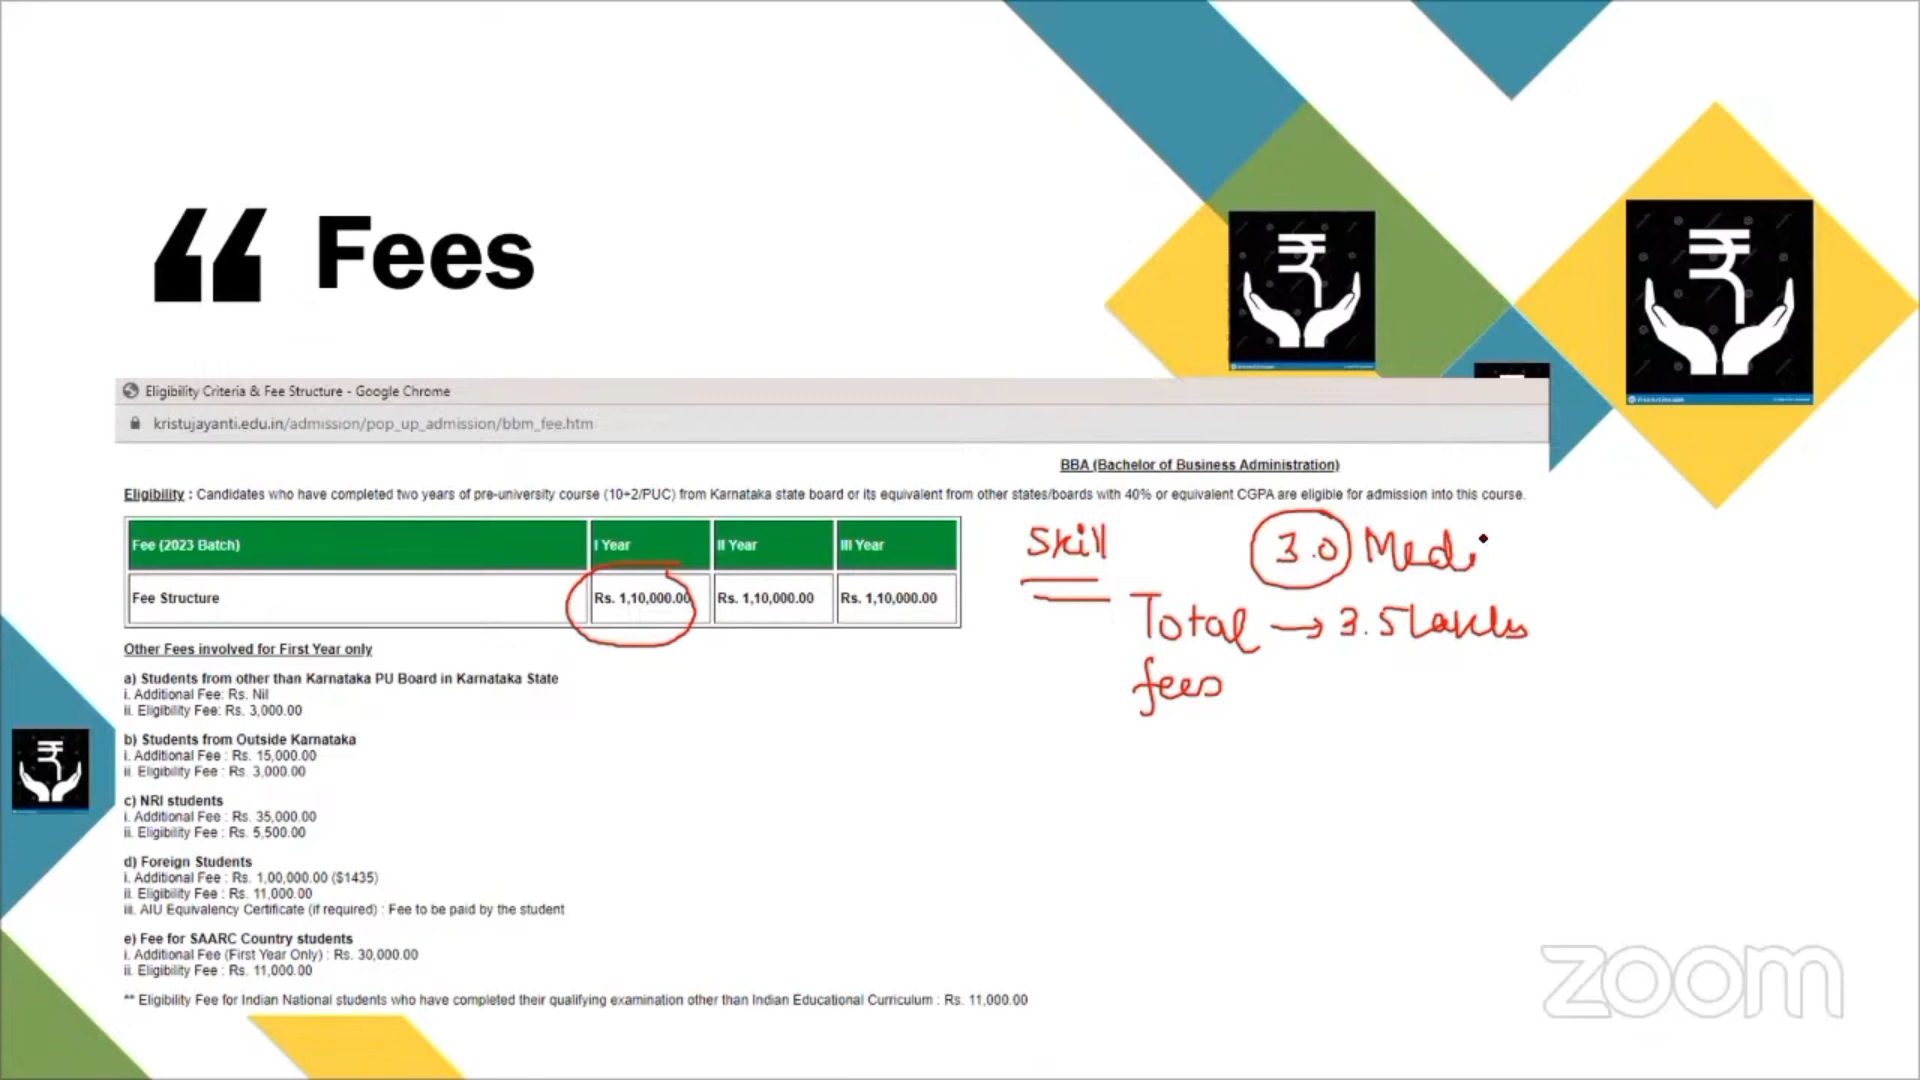 “ Fees
Eligibility Criteria & Fee Structure - Google Chrome
kristujayanti.edu.in/admission/pop_up_admission/bbm_fee.htm
BBA (Bachelor of Business Administration)
Eligibility : Candidates who have completed two years of pre-university course (10+2/PUC) from Karnataka state board or its equivalent from other states/boards with 40% or equivalent CGPA are eligible for admission into this course.
Fee (2023 Batch) I Year II Year III Year
Fee Structure Rs. 1,10,000.00 Rs. 1,10,000.00 Rs. 1,10,000.00
Skill
3.0 Medi
Total → 3.5 lakhs
fees
Other Fees involved for First Year only
a) Students from other than Karnataka PU Board in Karnataka State
i. Additional Fee: Rs. Nil
ii. Eligibility Fee: Rs. 3,000.00
b) Students from Outside Karnataka
i. Additional Fee : Rs. 15,000.00
ii. Eligibility Fee : Rs. 3,000.00
c) NRI students
i. Additional Fee : Rs. 35,000.00
ii. Eligibility Fee : Rs. 5,500.00
d) Foreign Students
i. Additional Fee : Rs. 1,00,000.00 ($1435)
ii. Eligibility Fee : Rs. 11,000.00
iii. AIU Equivalency Certificate (if required) : Fee to be paid by the student
e) Fee for SAARC Country students
i. Additional Fee (First Year Only) : Rs. 30,000.00
ii. Eligibility Fee : Rs. 11,000.00
** Eligibility Fee for Indian National students who have completed their qualifying examination other than Indian Educational Curriculum : Rs. 11,000.00
zoom